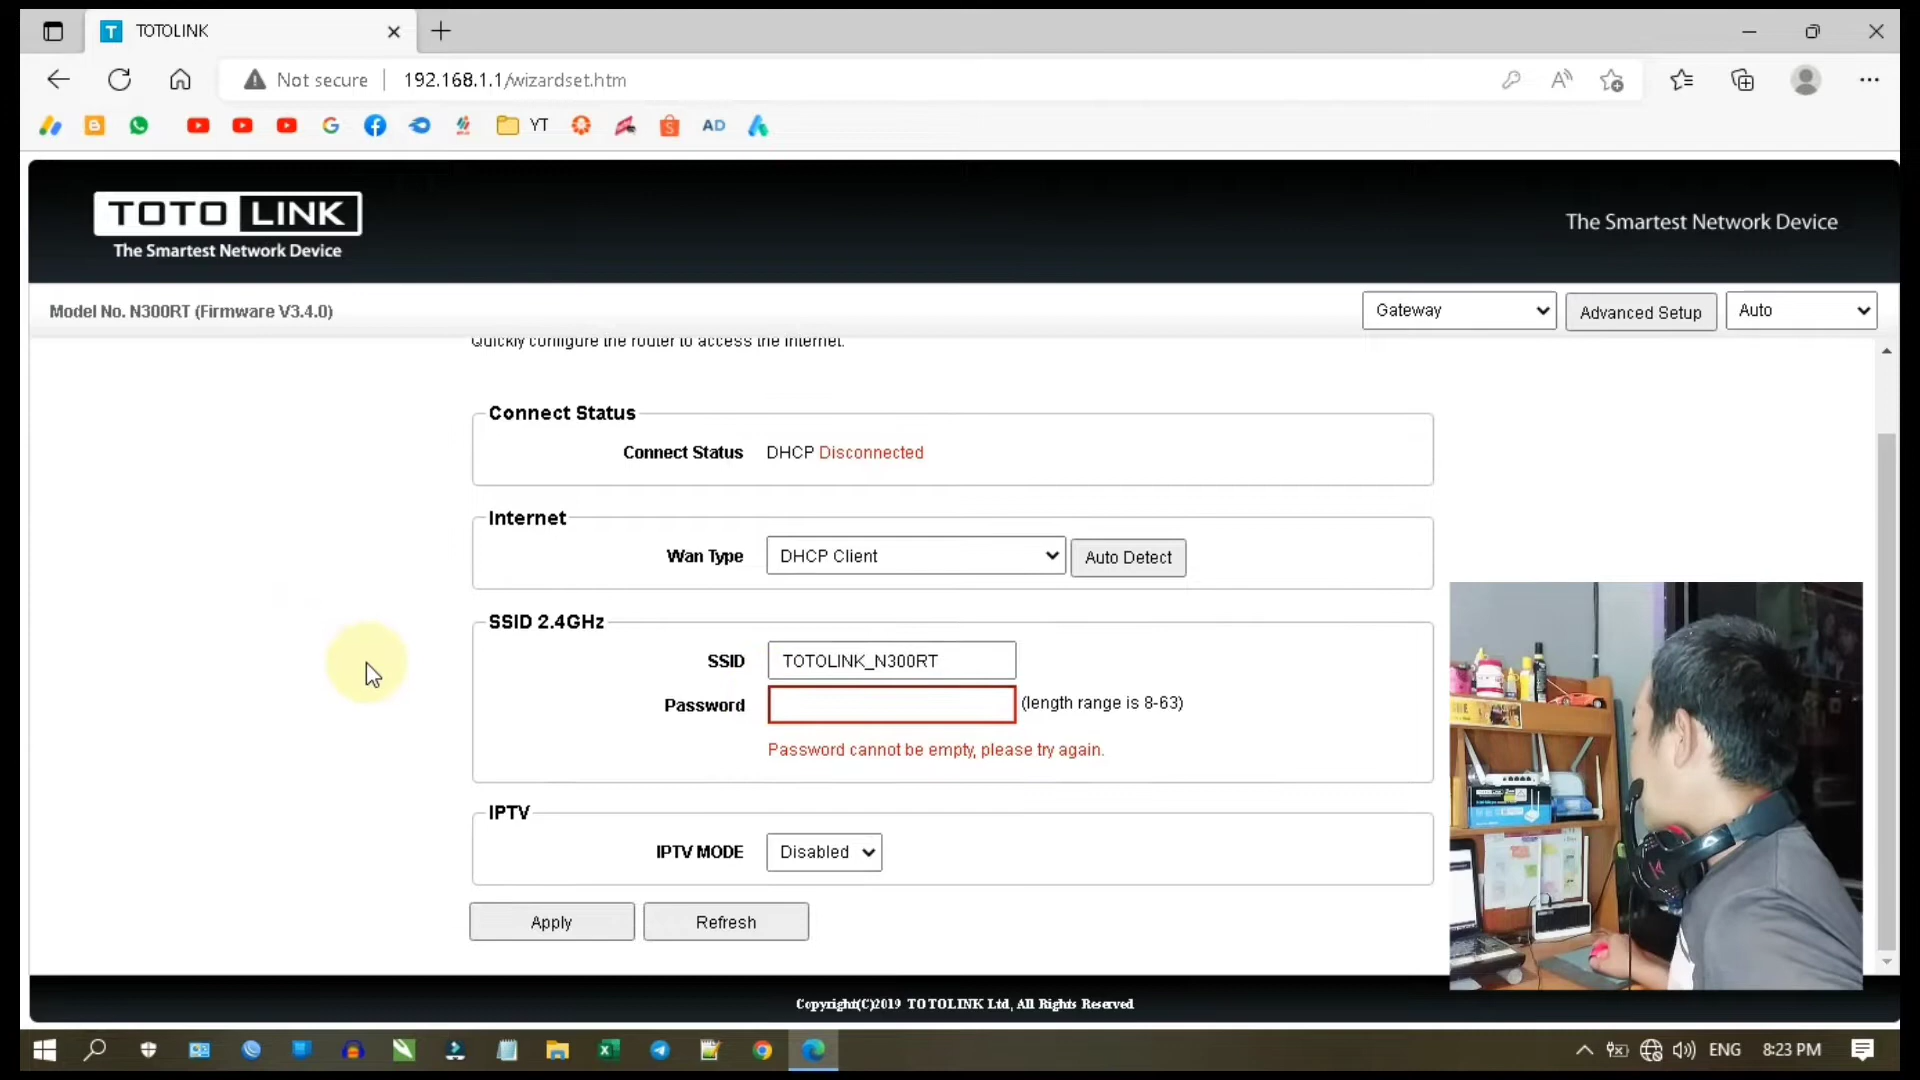 TOTOLINK
Not secure
192.168.1.1/wizardset.htm
YT
AD
TOTO LINK
The Smartest Network Device
The Smartest Network Device
Model No. N300RT (Firmware V3.4.0)
Gateway
Advanced Setup
Auto
Quickly configure the router to access the Internet.
Connect Status
Connect Status DHCP Disconnected
Internet
Wan Type DHCP Client Auto Detect
SSID 2.4GHz
SSID TOTOLINK_N300RT
Password (length range is 8-63)
Password cannot be empty, please try again.
IPTV
IPTV MODE Disabled
Apply Refresh
Copyright(C)2019 TOTOLINK Ltd, All Rights Reserved
ENG 8:23 PM